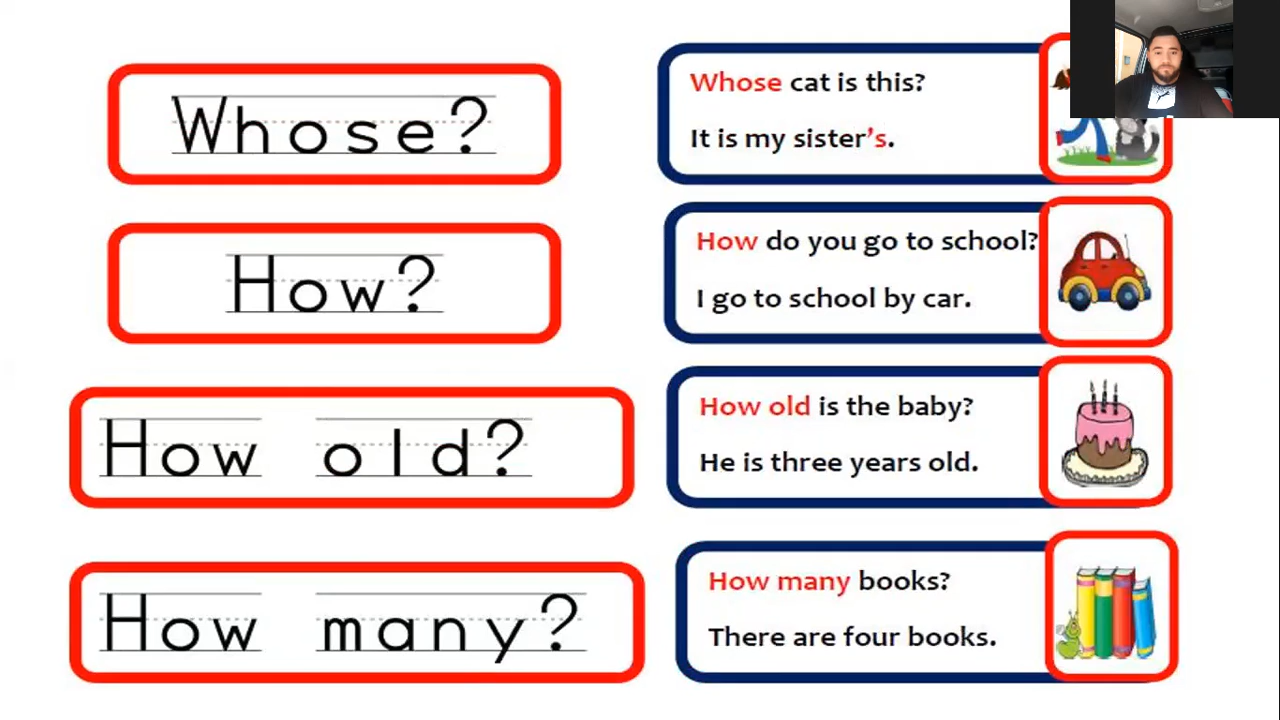 Whose?
Whose cat is this?
It is my sister's.
How?
How do you go to school?
I go to school by car.
How old?
How old is the baby?
He is three years old.
How many?
How many books?
There are four books.